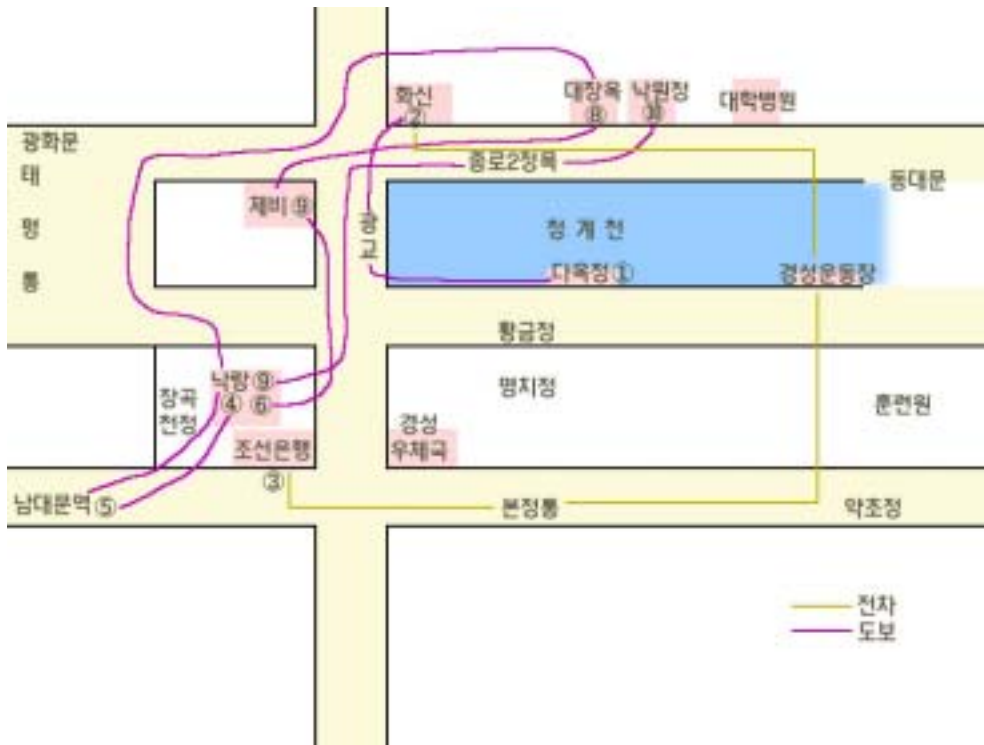 화신
②
대창옥
⑧
낙원정
⑩
대학병원
광화문
태
평
통
종로2정목
동대문
제비 ⑨
광
교
청 계 천
다옥정 ①
경성운동장
황금정
낙랑 ⑨
④ ⑥
장곡
천정
명치정
훈련원
조선은행
③
경성
우체국
남대문역 ⑤
본정통
약초정
전차
도보